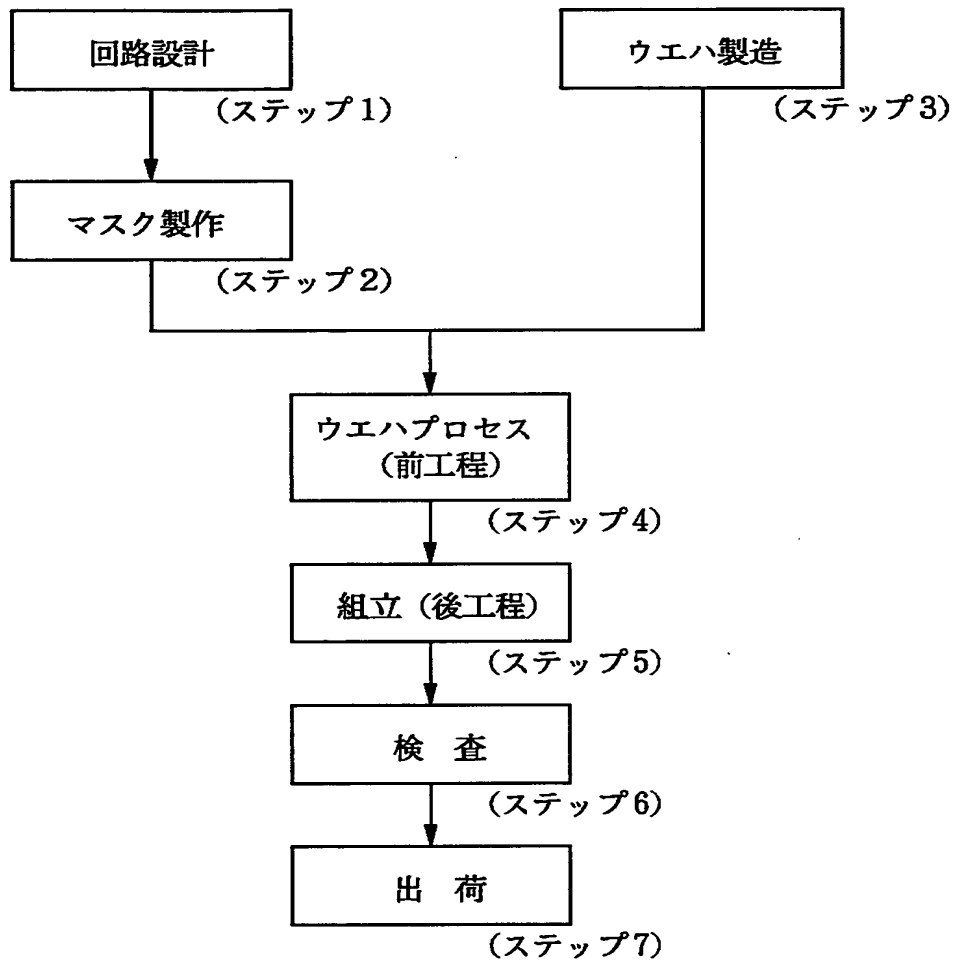 回路設計
(ステップ1)
ウエハ製造
(ステップ3)
マスク製作
(ステップ2)
ウエハプロセス
(前工程)
(ステップ4)
組立(後工程)
(ステップ5)
検 査
(ステップ6)
出 荷
(ステップ7)